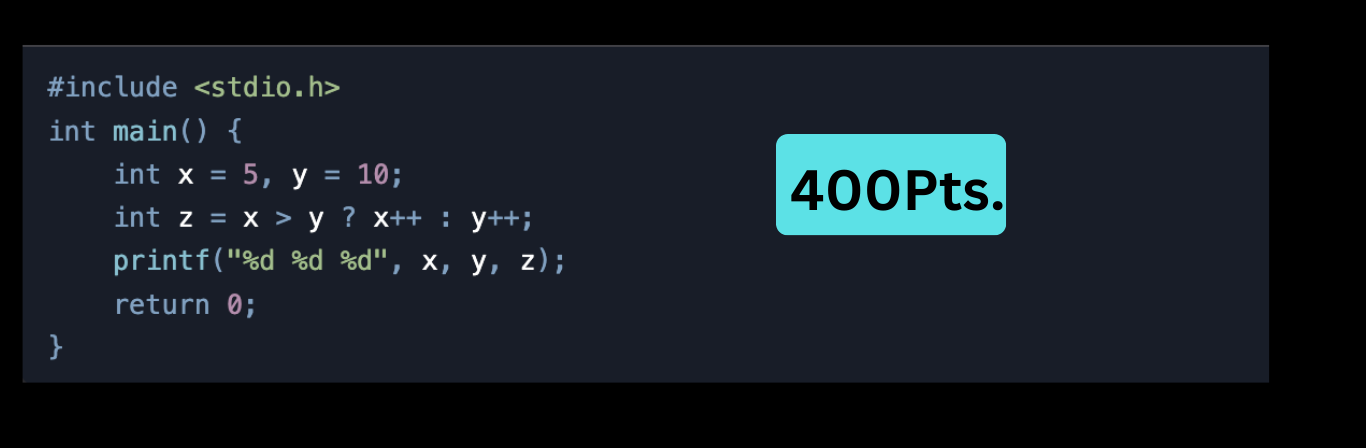 #include <stdio.h>
int main() {
    int x = 5, y = 10;
    int z = x > y ? x++ : y++;
    printf("%d %d %d", x, y, z);
    return 0;
}
400Pts.